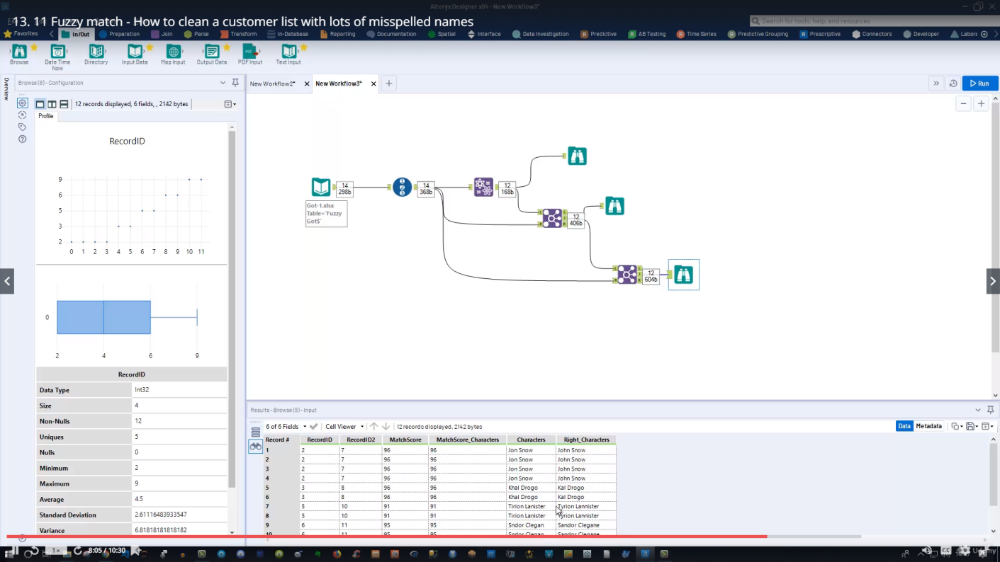 Alteryx Designer x64 - New Workflow3*
13. 11 Fuzzy match - How to clean a customer list with lots of misspelled names
Search for tools, help, and resources
Favorites In/Out Preparation Join Parse Transform In-Database Reporting Documentation Spatial Interface Data Investigation Predictive AB Testing Time Series Predictive Grouping Prescriptive Connectors Developer Labor
Browse Date Time Now Directory Input Data Map Input Output Data PDF Input Text Input
Overview
Browse (8) - Configuration
New Workflow2* New Workflow3* Run
12 records displayed, 6 fields, , 2142 bytes
Profile
RecordID
9
6
5
3
2
0 1 2 3 4 5 6 7 8 9 10 11
0
2 4 6 9
RecordID
Data Type Int32
Size 4
Non-Nulls 12
Uniques 5
Nulls 0
Minimum 2
Maximum 9
Average 4.5
Standard Deviation 2.61116483933547
Variance 6.81818181818182
14
298b
14
368b
12
168b
Got-1.xlsx
Table=`Fuzzy
Got$`
12
406b
12
604b
Results - Browse (8) - Input
6 of 6 Fields Cell Viewer 12 records displayed, 2142 bytes Data Metadata
Record # RecordID RecordID2 MatchScore MatchScore_Characters Characters Right_Characters
1 2 7 96 96 Jon Snow John Snow
2 2 7 96 96 Jon Snow John Snow
3 2 7 96 96 Jon Snow John Snow
4 2 7 96 96 Jon Snow John Snow
5 3 8 96 96 Khal Drogo Kal Drogo
6 3 8 96 96 Khal Drogo Kal Drogo
7 5 10 91 91 Tirion Lanister Tyrion Lannister
8 5 10 91 91 Tirion Lanister Tyrion Lannister
9 6 11 95 95 Sndor Clegan Sandor Clegane
10 6 11 95 95 Sndor Clegan Sandor Clegane
1x 8:05 / 10:30
Udemy